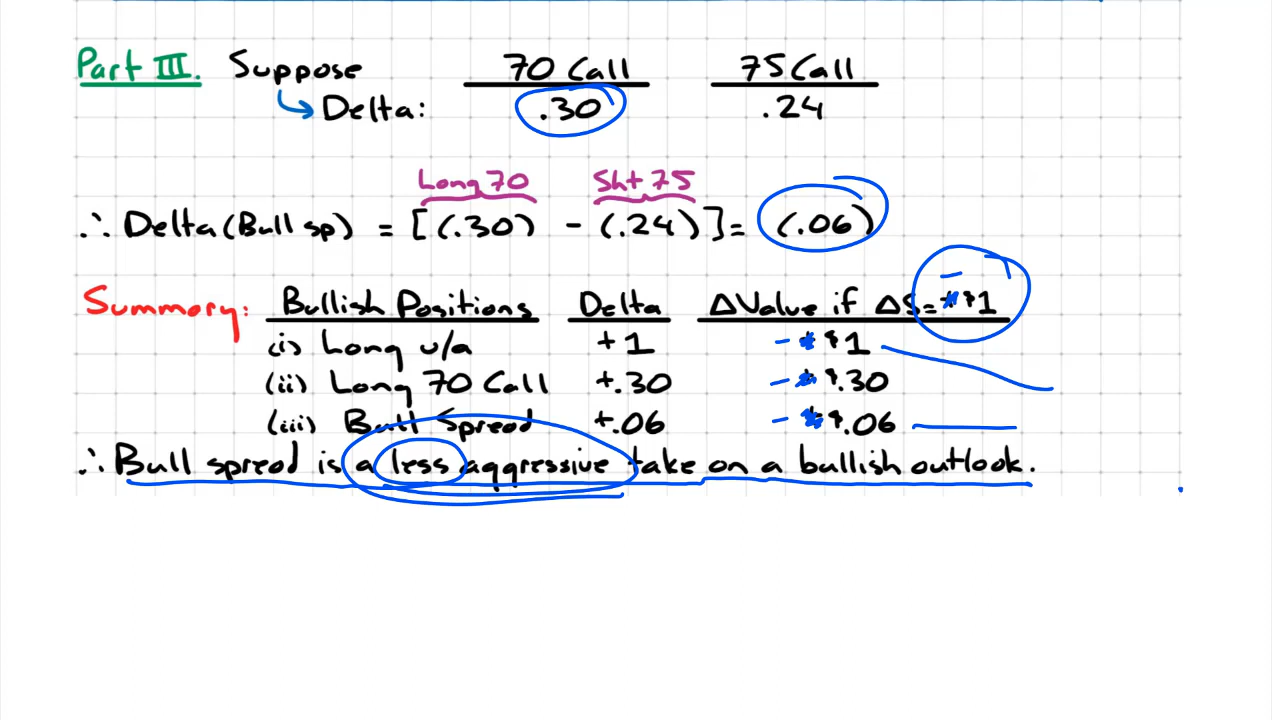 Part III. Suppose 70 Call 75 Call
Delta: .30 .24
Long 70 Sht 75
∴ Delta (Bull sp) = [(.30) - (.24)] = (.06)
Summary: Bullish Positions Delta ΔValue if ΔS= - $1
(i) Long u/a +1 - $1
(ii) Long 70 Call +.30 - $.30
(iii) Bull Spread +.06 - $.06
∴ Bull spread is a less aggressive take on a bullish outlook.